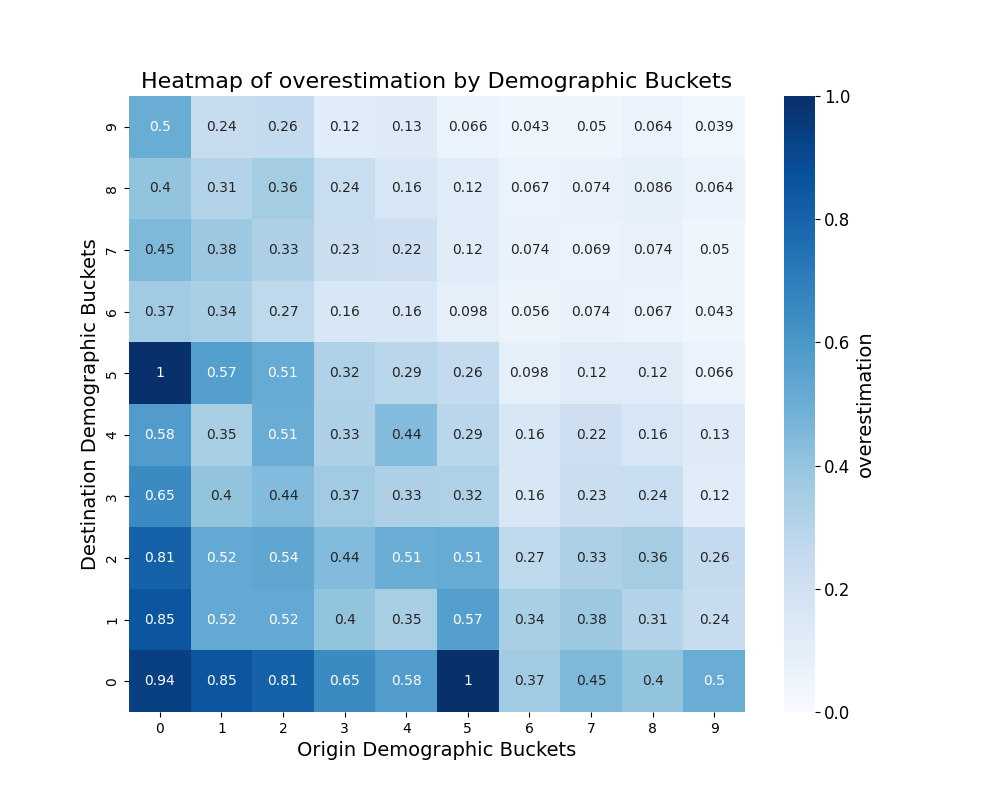 Heatmap of overestimation by Demographic Buckets
9 0.5 0.24 0.26 0.12 0.13 0.066 0.043 0.05 0.064 0.039
8 0.4 0.31 0.36 0.24 0.16 0.12 0.067 0.074 0.086 0.064
7 0.45 0.38 0.33 0.23 0.22 0.12 0.074 0.069 0.074 0.05
6 0.37 0.34 0.27 0.16 0.16 0.098 0.056 0.074 0.067 0.043
5 1 0.57 0.51 0.32 0.29 0.26 0.098 0.12 0.12 0.066
4 0.58 0.35 0.51 0.33 0.44 0.29 0.16 0.22 0.16 0.13
3 0.65 0.4 0.44 0.37 0.33 0.32 0.16 0.23 0.24 0.12
2 0.81 0.52 0.54 0.44 0.51 0.51 0.27 0.33 0.36 0.26
1 0.85 0.52 0.52 0.4 0.35 0.57 0.34 0.38 0.31 0.24
0 0.94 0.85 0.81 0.65 0.58 1 0.37 0.45 0.4 0.5
0 1 2 3 4 5 6 7 8 9
Origin Demographic Buckets
Destination Demographic Buckets
1.0
0.8
0.6
0.4
0.2
0.0
overestimation